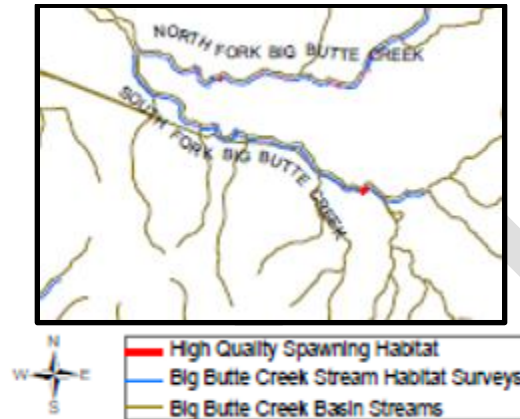 NORTH FORK BIG BUTTE CREEK
SOUTH FORK BIG BUTTE CREEK
N
W E
S
High Quality Spawning Habitat
Big Butte Creek Stream Habitat Surveys
Big Butte Creek Basin Streams